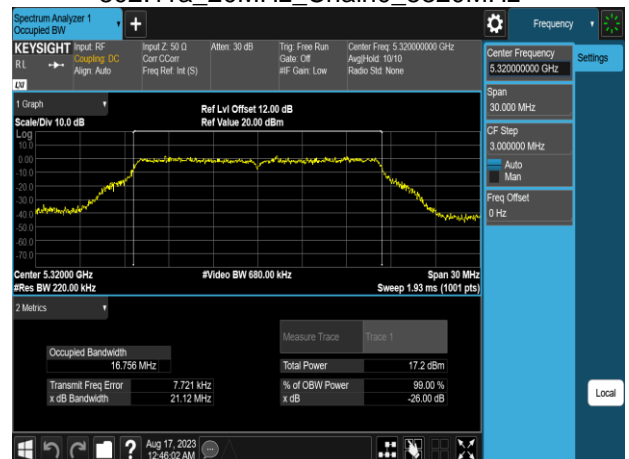 802.11a_20MHz_Chain0_5320MHz
Spectrum Analyzer 1
Occupied BW
Frequency
KEYSIGHT
Input: RF
Input Z: 50 Ω
Atten: 30 dB
Trig: Free Run
Center Freq: 5.320000000 GHz
RL
Coupling: DC
Corr CCorr
Gate: Off
Avg|Hold: 10/10
Align: Auto
Freq Ref: Int (S)
#IF Gain: Low
Radio Std: None
LXI
Center Frequency
5.320000000 GHz
Settings
Span
30.000 MHz
CF Step
3.000000 MHz
Auto
Man
Freq Offset
0 Hz
1 Graph
Ref Lvl Offset 12.00 dB
Scale/Div 10.0 dB
Ref Value 20.00 dBm
Log
10.0
0.00
-10.0
-20.0
-30.0
-40.0
-50.0
-60.0
-70.0
Center 5.32000 GHz
#Video BW 680.00 kHz
Span 30 MHz
#Res BW 220.00 kHz
Sweep 1.93 ms (1001 pts)
2 Metrics
Measure Trace
Trace 1
Occupied Bandwidth
16.756 MHz
Total Power
17.2 dBm
Transmit Freq Error
7.721 kHz
% of OBW Power
99.00 %
x dB Bandwidth
21.12 MHz
x dB
-26.00 dB
Local
Aug 17, 2023
12:46:02 AM